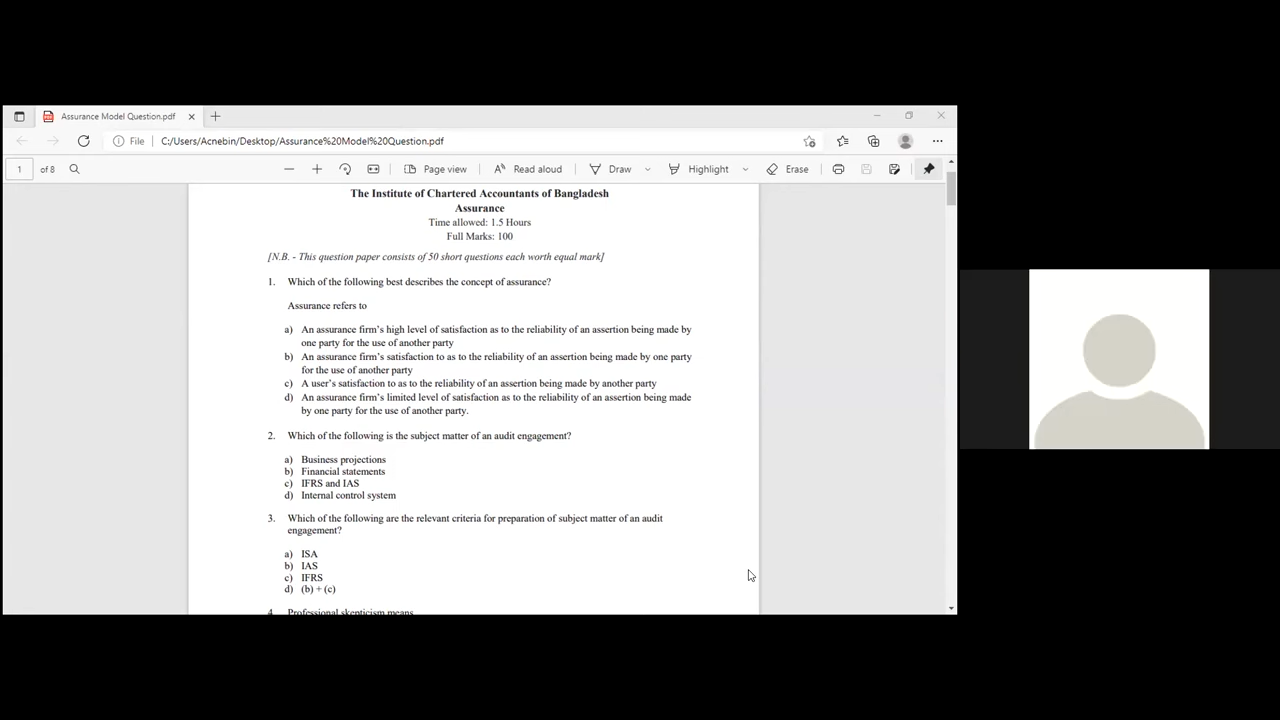 Assurance Model Question.pdf
File C:/Users/Acnebin/Desktop/Assurance%20Model%20Question.pdf
1 of 8 Page view Read aloud Draw Highlight Erase
The Institute of Chartered Accountants of Bangladesh
Assurance
Time allowed: 1.5 Hours
Full Marks: 100
[N.B. - This question paper consists of 50 short questions each worth equal mark]
1. Which of the following best describes the concept of assurance?
Assurance refers to
a) An assurance firm's high level of satisfaction as to the reliability of an assertion being made by
one party for the use of another party
b) An assurance firm's satisfaction to as to the reliability of an assertion being made by one party
for the use of another party
c) A user's satisfaction to as to the reliability of an assertion being made by another party
d) An assurance firm's limited level of satisfaction as to the reliability of an assertion being made
by one party for the use of another party.
2. Which of the following is the subject matter of an audit engagement?
a) Business projections
b) Financial statements
c) IFRS and IAS
d) Internal control system
3. Which of the following are the relevant criteria for preparation of subject matter of an audit
engagement?
a) ISA
b) IAS
c) IFRS
d) (b) + (c)
4. Professional skepticism means